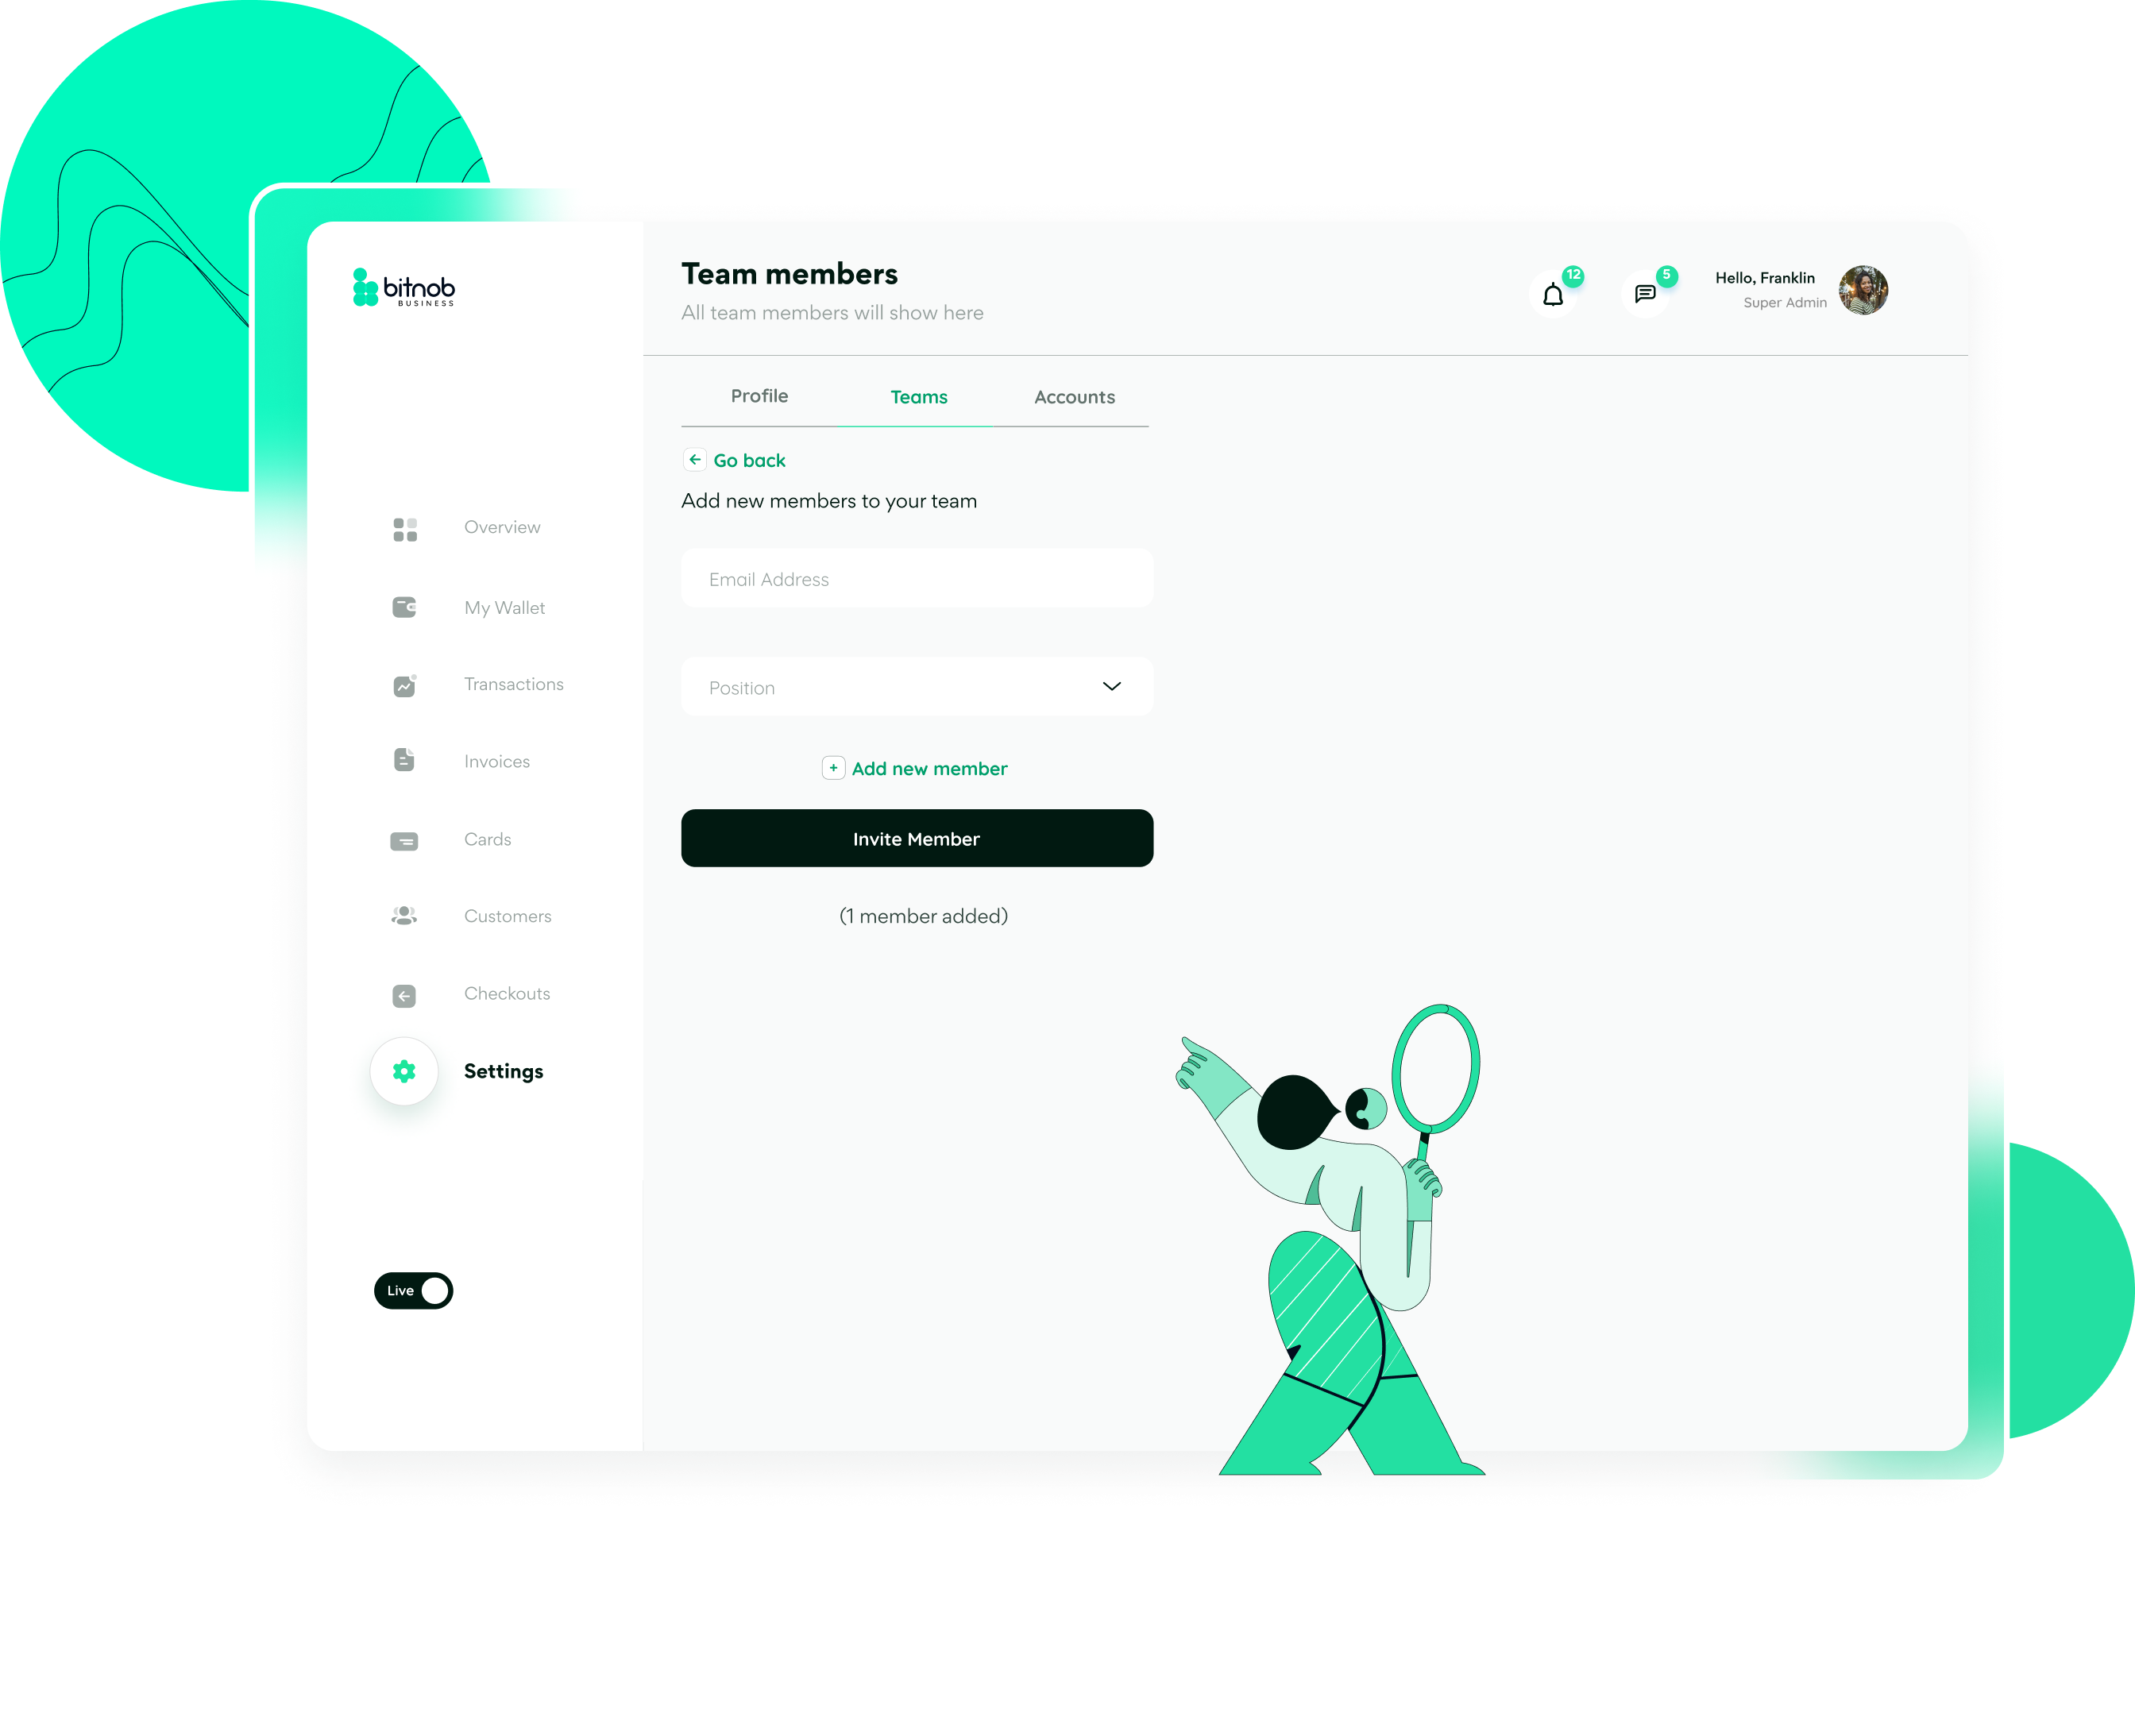 bitnob
BUSINESS
Team members
All team members will show here
12
5
Hello, Franklin
Super Admin
Profile
Teams
Accounts
Go back
Add new members to your team
Email Address
Position
Add new member
Invite Member
(1 member added)
Overview
My Wallet
Transactions
Invoices
Cards
Customers
Checkouts
Settings
Live